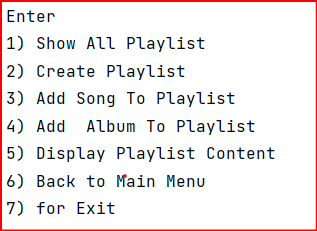 Enter
1) Show All Playlist
2) Create Playlist
3) Add Song To Playlist
4) Add  Album To Playlist
5) Display Playlist Content
6) Back to Main Menu
7) for Exit